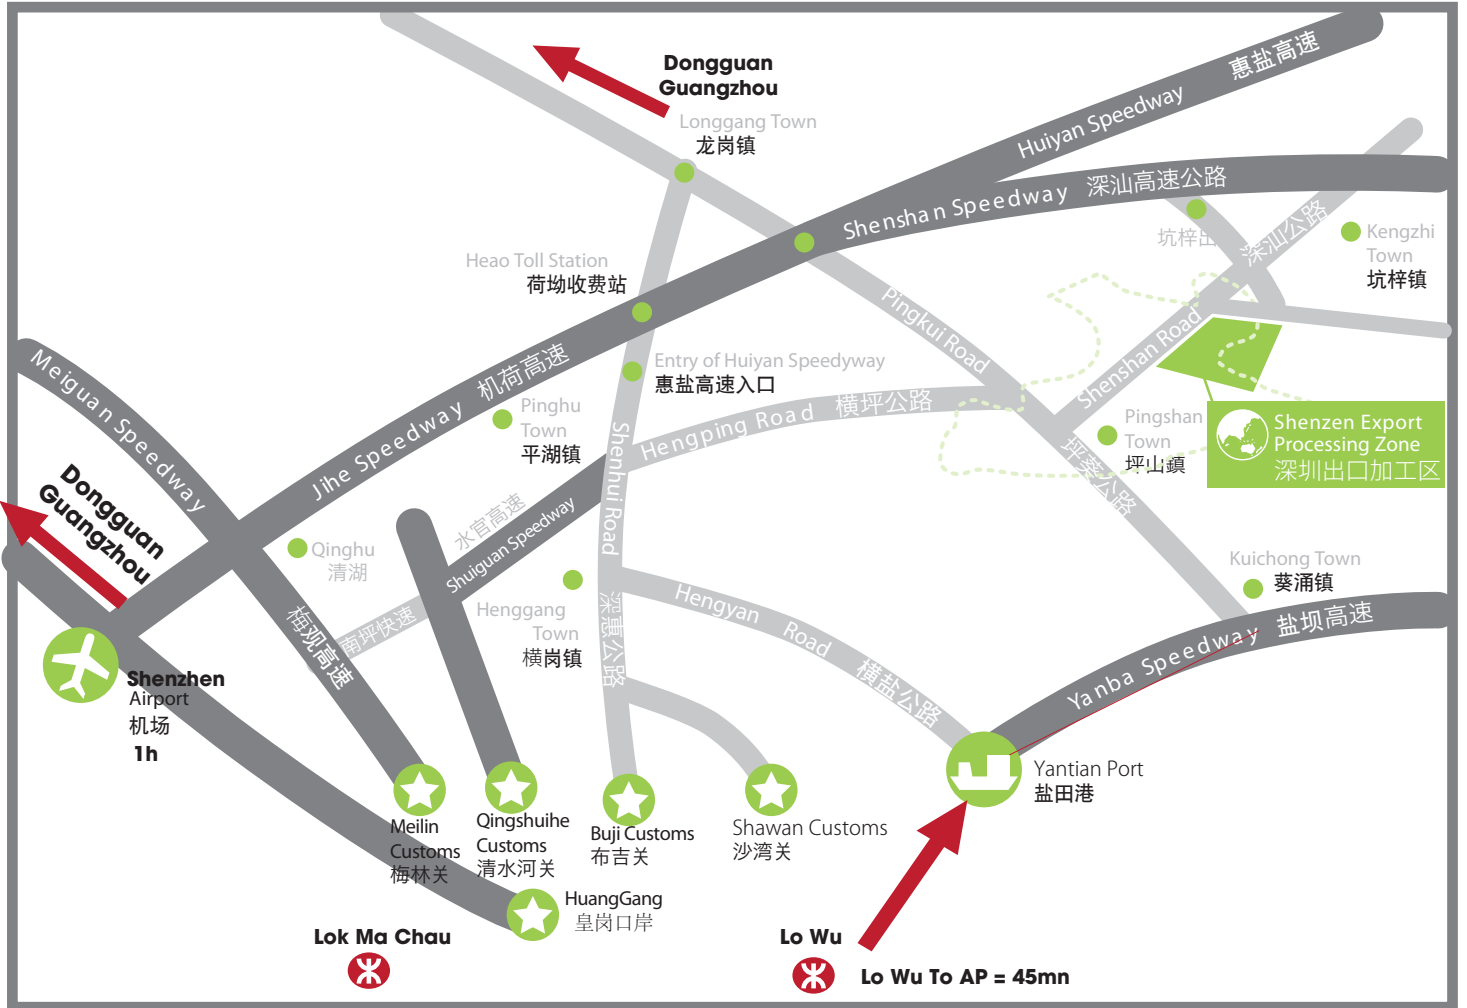 惠盐高速
Dongguan
Guangzhou
Huiyan Speedway
Longgang Town
龙岗镇
Shenshan Speedway 深汕高速公路
坑梓出
深汕公路
Kengzhi
Town
坑梓镇
Heao Toll Station
荷坳收费站
Pingkui Road
Shenshan Road
Meiguan Speedway
Jihe Speedway 机荷高速
Entry of Huiyan Speedyway
惠盐高速入口
Pinghu
Town
平湖镇
Hengping Road 横坪公路
Pingshan
Town
坪山鎮
Shenzen Export
Processing Zone
深圳出口加工区
坪葵公路
Shenhui Road
深惠公路
Dongguan
Guangzhou
水官高速
Shuiguan Speedway
Qinghu
清湖
南坪快速
梅观高速
Henggang
Town
横岗镇
Hengyan Road 横盐公路
Kuichong Town
葵涌镇
Yanba Speedway 盐坝高速
Shenzhen
Airport
机场
1h
Yantian Port
盐田港
Meilin
Customs
梅林关
Qingshuihe
Customs
清水河关
Buji Customs
布吉关
Shawan Customs
沙湾关
HuangGang
皇岗口岸
Lok Ma Chau
Lo Wu
Lo Wu To AP = 45mn